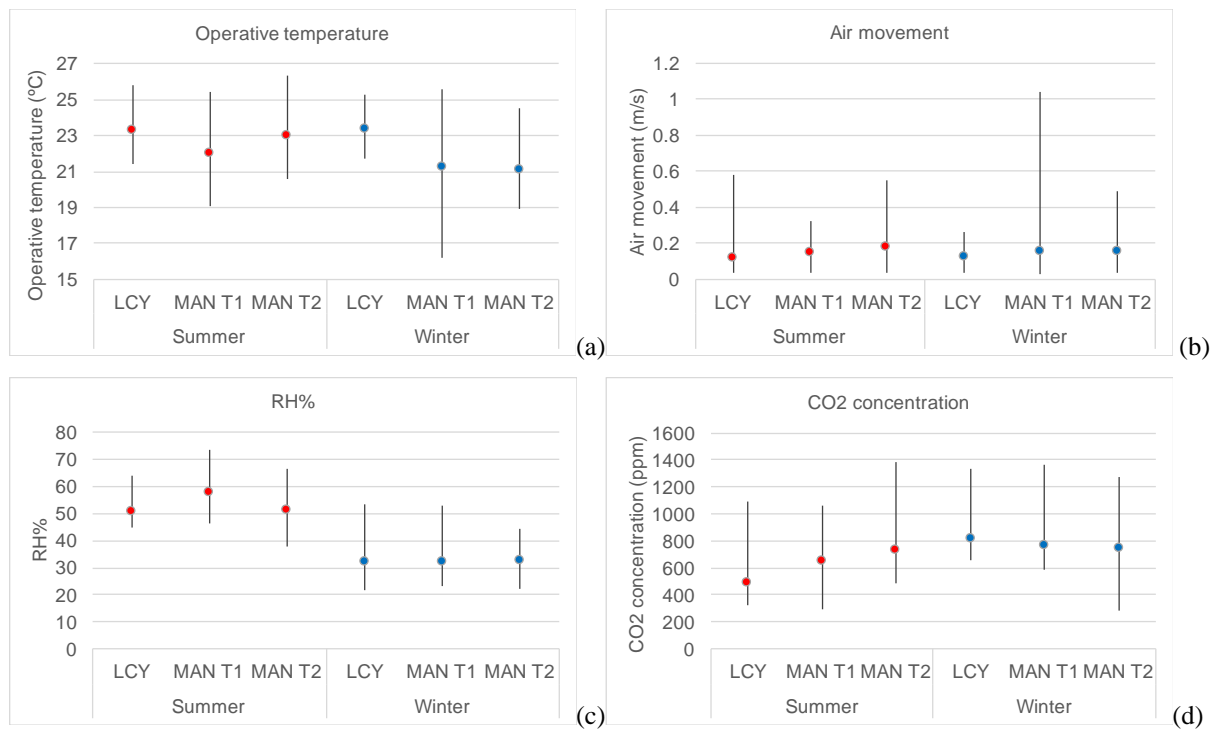 Operative temperature
Operative temperature (ºC)
27
25
23
21
19
17
15
LCY MAN T1 MAN T2 LCY MAN T1 MAN T2
Summer Winter
(a)
Air movement
Air movement (m/s)
1.2
1
0.8
0.6
0.4
0.2
0
LCY MAN T1 MAN T2 LCY MAN T1 MAN T2
Summer Winter
(b)
RH%
RH%
80
70
60
50
40
30
20
10
0
LCY MAN T1 MAN T2 LCY MAN T1 MAN T2
Summer Winter
(c)
CO2 concentration
CO2 concentration (ppm)
1600
1400
1200
1000
800
600
400
200
0
LCY MAN T1 MAN T2 LCY MAN T1 MAN T2
Summer Winter
(d)